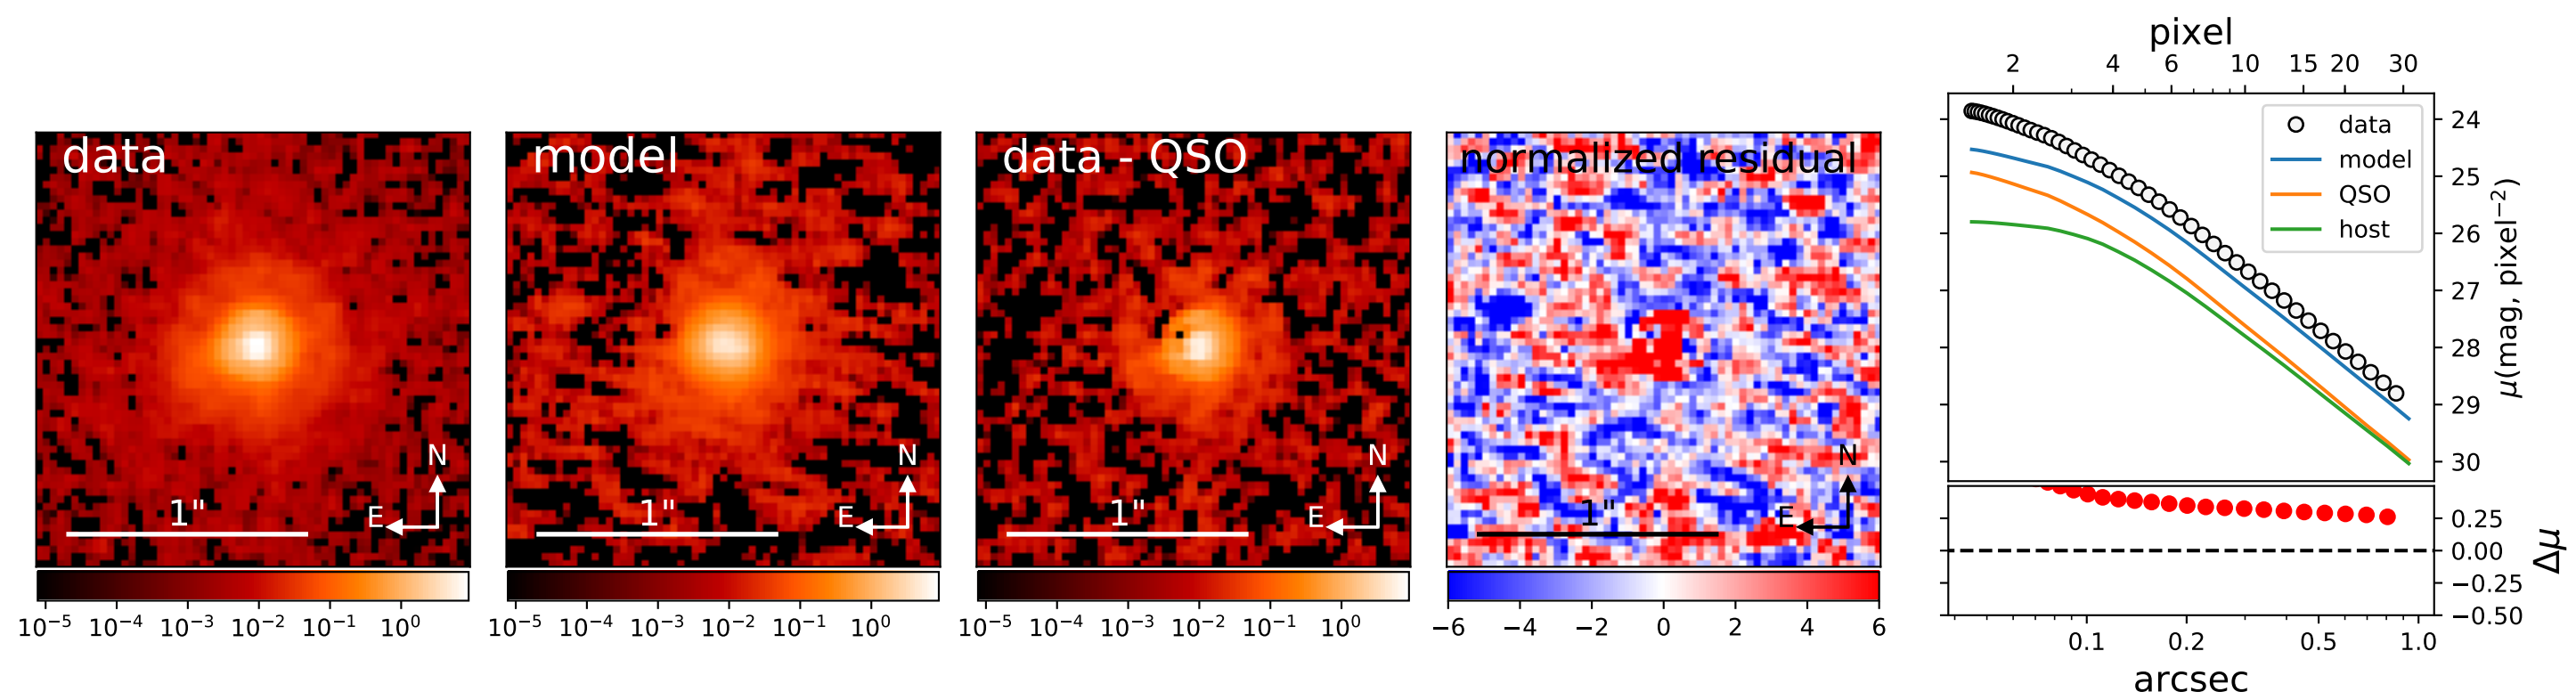 data
1"
N
E
10⁻⁵ 10⁻⁴ 10⁻³ 10⁻² 10⁻¹ 10⁰
model
1"
N
E
10⁻⁵ 10⁻⁴ 10⁻³ 10⁻² 10⁻¹ 10⁰
data - QSO
1"
N
E
10⁻⁵ 10⁻⁴ 10⁻³ 10⁻² 10⁻¹ 10⁰
normalized residual
1"
N
E
−6 −4 −2 0 2 4 6
pixel
2 4 6 10 15 20 30
data
model
QSO
host
24
25
26
27
28
29
30
μ(mag, pixel⁻²)
0.25
0.00
−0.25
−0.50
Δμ
0.1 0.2 0.5 1.0
arcsec